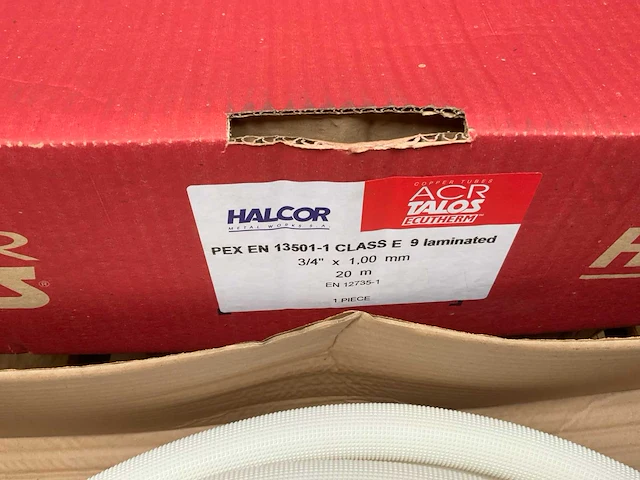 HALCOR
METAL WORKS S.A.
COPPER TUBES
ACR
TALOS
ECUTHERM™
PEX EN 13501-1 CLASS E 9 laminated
3/4" x 1,00 mm
20 m
EN 12735-1
1 PIECE